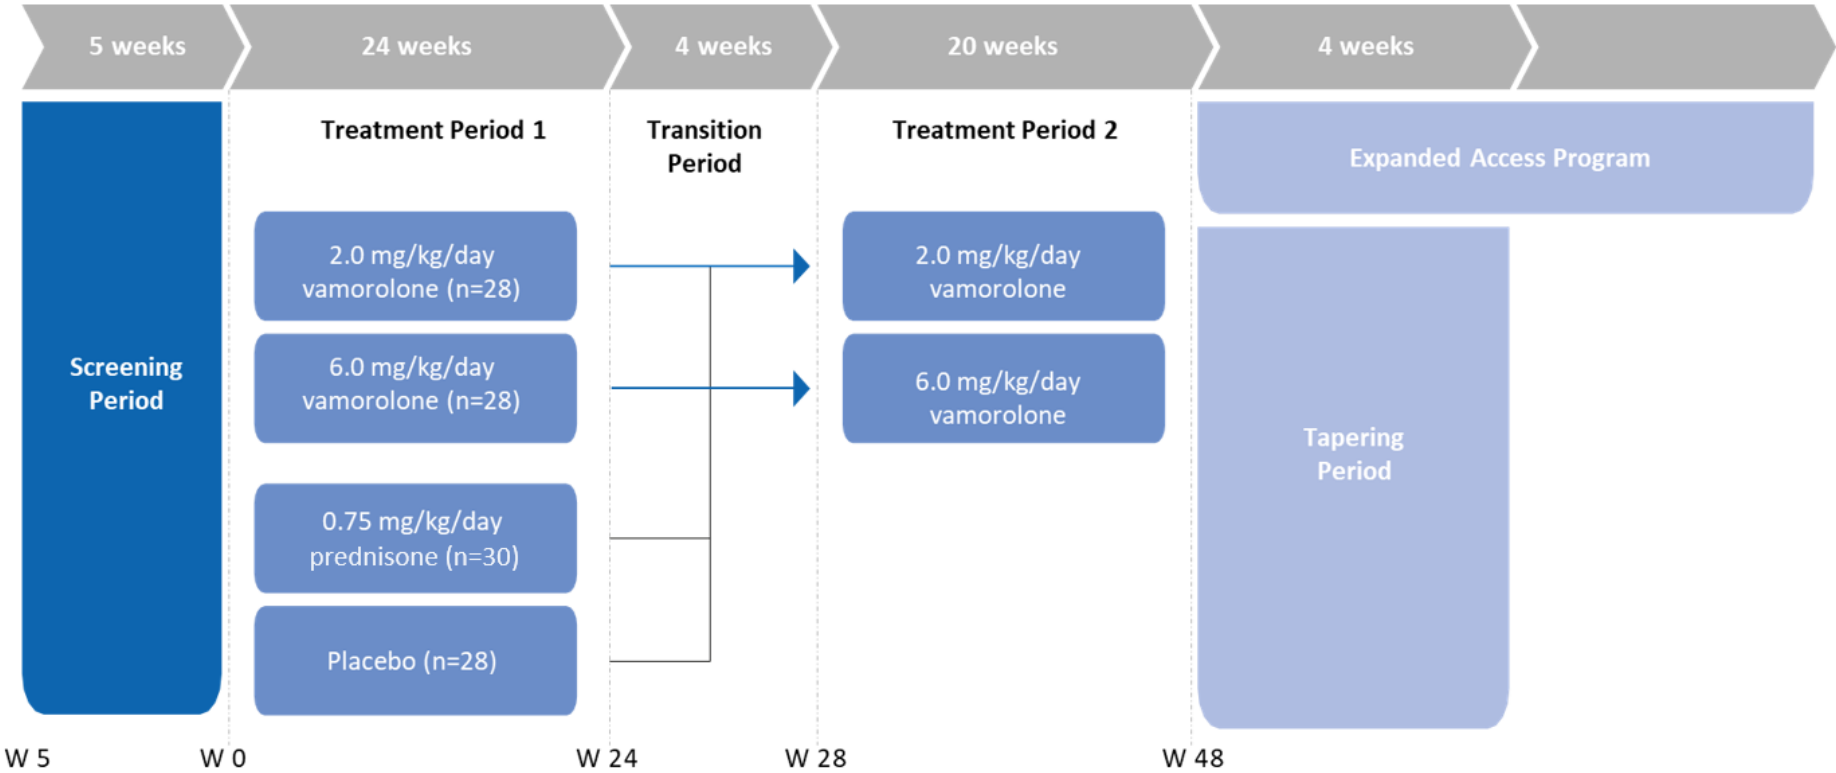 5 weeks
24 weeks
4 weeks
20 weeks
4 weeks
Screening
Period
Treatment Period 1
2.0 mg/kg/day
vamorolone (n=28)
6.0 mg/kg/day
vamorolone (n=28)
0.75 mg/kg/day
prednisone (n=30)
Placebo (n=28)
Transition
Period
Treatment Period 2
2.0 mg/kg/day
vamorolone
6.0 mg/kg/day
vamorolone
Expanded Access Program
Tapering
Period
W 5
W 0
W 24
W 28
W 48